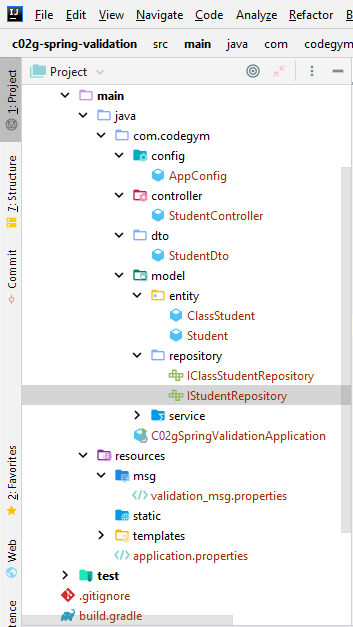 IJ File Edit View Navigate Code Analyze Refactor B
c02g-spring-validation src main java com codegym
1: Project
Project
main
java
com.codegym
config
AppConfig
controller
StudentController
dto
StudentDto
model
entity
ClassStudent
Student
repository
IClassStudentRepository
IStudentRepository
service
C02gSpringValidationApplication
resources
msg
validation_msg.properties
static
templates
application.properties
test
.gitignore
build.gradle
7: Structure
Commit
2: Favorites
Web
tence